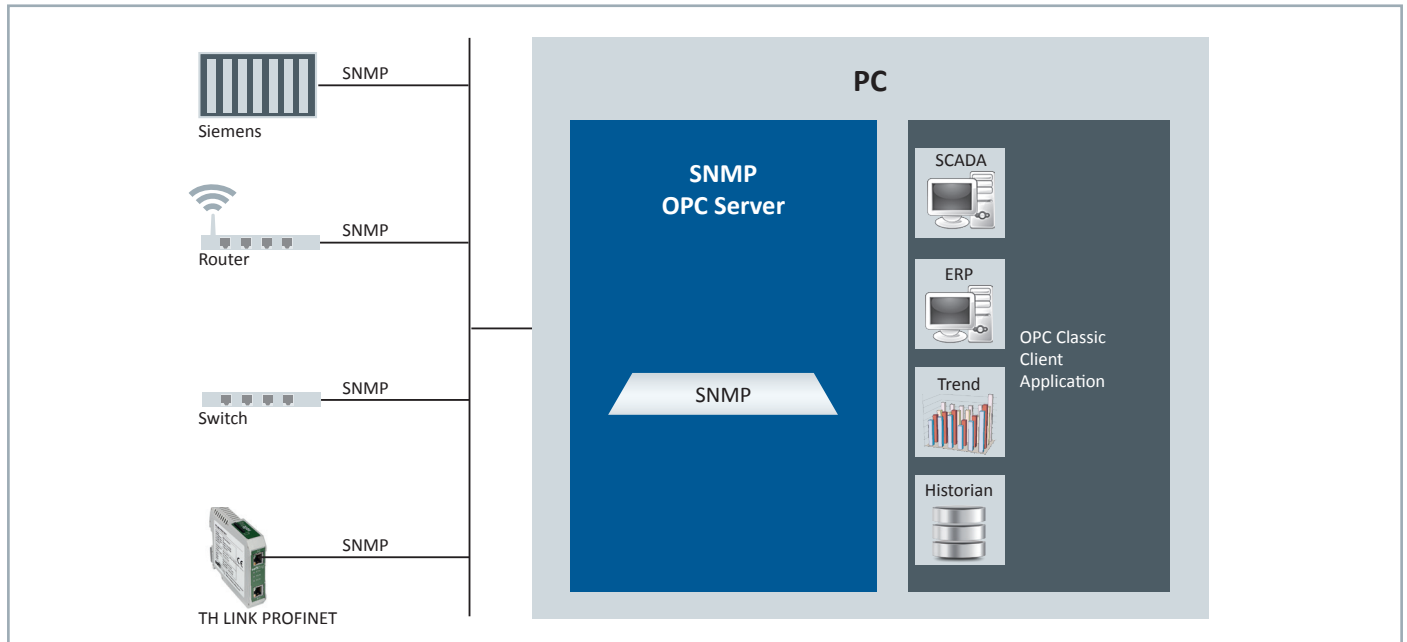 SNMP
Siemens
SNMP
Router
SNMP
Switch
SNMP
TH LINK PROFINET
PC
SNMP
OPC Server
SNMP
SCADA
ERP
Trend
Historian
OPC Classic
Client
Application